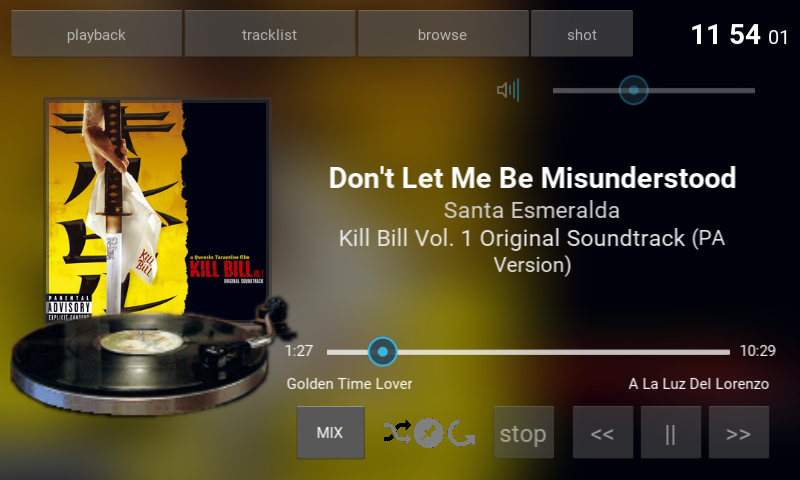 playback
tracklist
browse
shot
11 54 01
Don't Let Me Be Misunderstood
Santa Esmeralda
Kill Bill Vol. 1 Original Soundtrack (PA
Version)
Kill
Bill
a Quentin Tarantino film
KILL BILL VOL.1
ORIGINAL SOUNDTRACK
PARENTAL
ADVISORY
EXPLICIT CONTENT
1:27
10:29
Golden Time Lover
A La Luz Del Lorenzo
MIX
stop
<<
||
>>